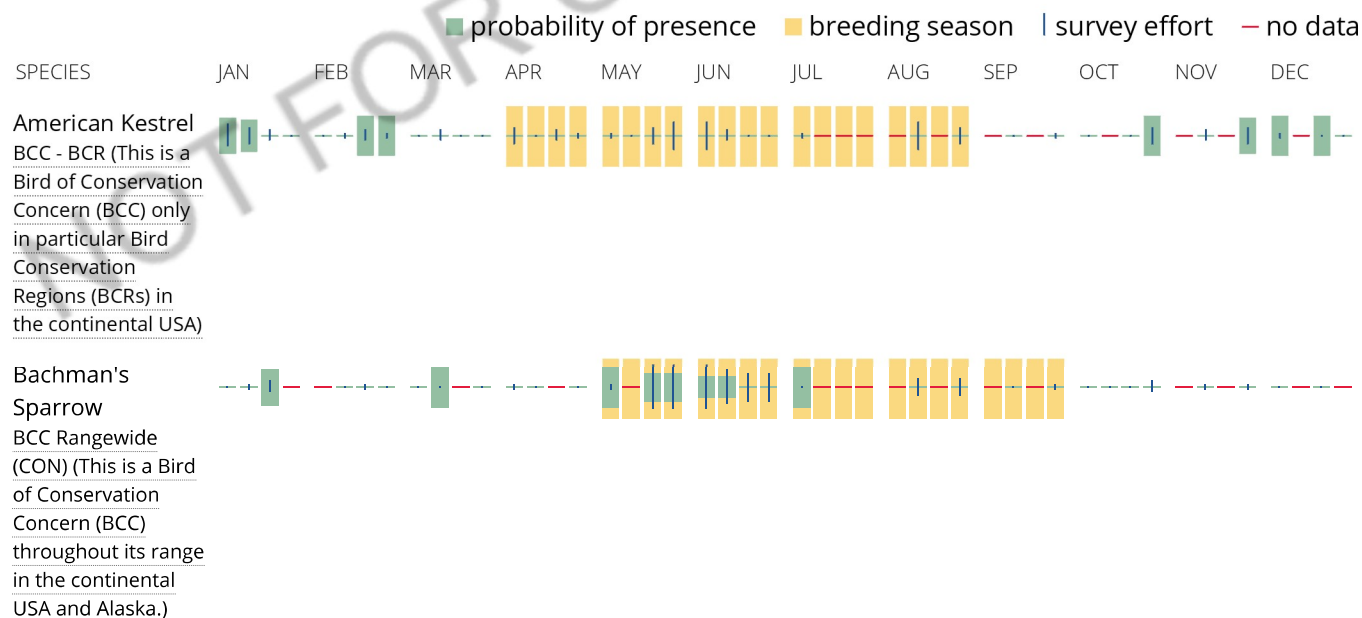 probability of presence breeding season survey effort no data
SPECIES JAN FEB MAR APR MAY JUN JUL AUG SEP OCT NOV DEC
American Kestrel
BCC - BCR (This is a
Bird of Conservation
Concern (BCC) only
in particular Bird
Conservation
Regions (BCRs) in
the continental USA)
Bachman's
Sparrow
BCC Rangewide
(CON) (This is a Bird
of Conservation
Concern (BCC)
throughout its range
in the continental
USA and Alaska.)
NOT FOR